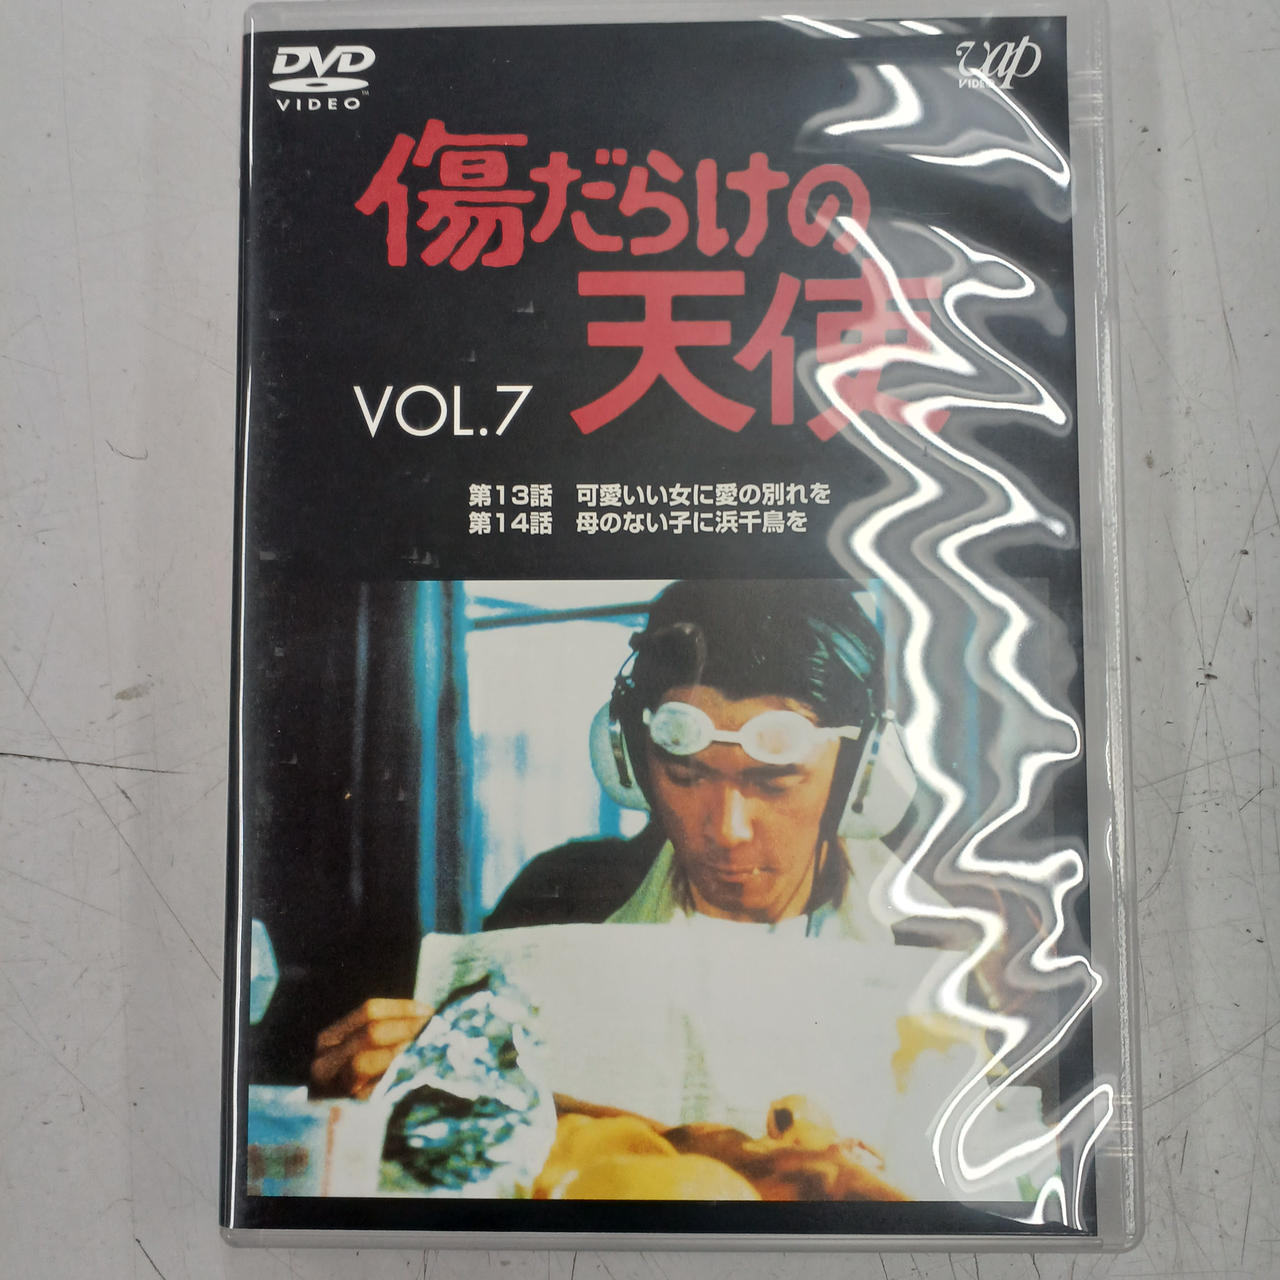 DVD
VIDEO
vap
VIDEO
傷だらけの
天使
VOL.7
第13話 可愛いい女に愛の別れを
第14話 母のない子に浜千鳥を